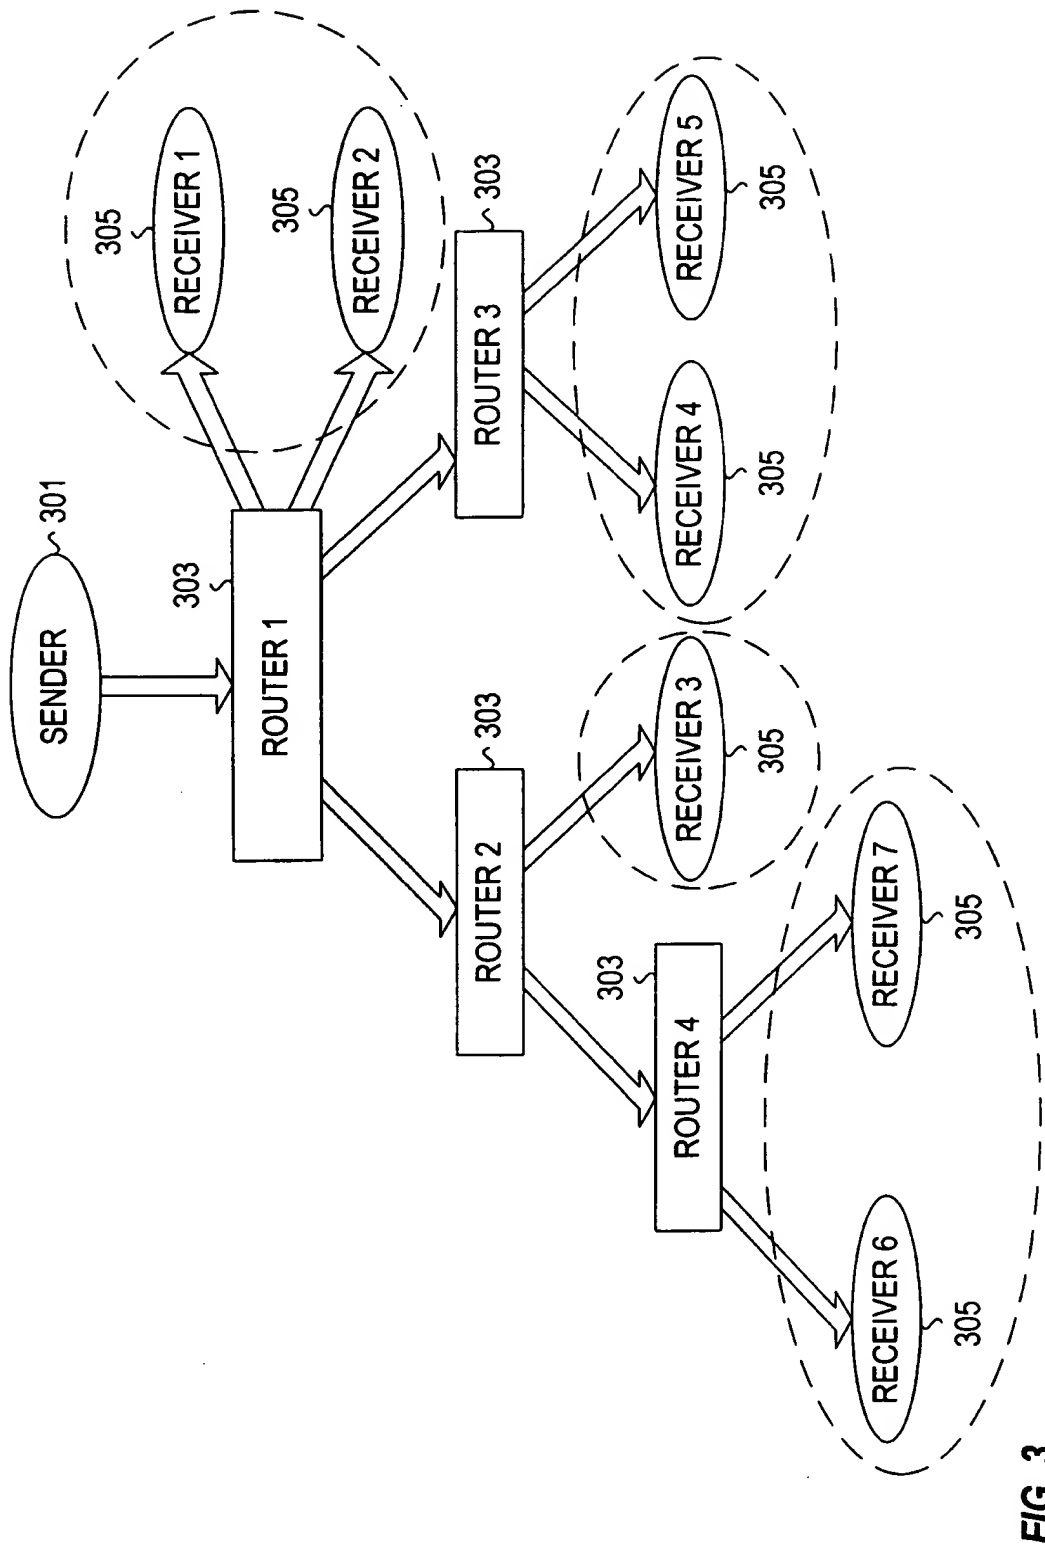 SENDER
301
303
ROUTER 1
305
RECEIVER 1
305
RECEIVER 2
303
ROUTER 2
303
ROUTER 3
303
ROUTER 4
RECEIVER 3
305
RECEIVER 4
305
RECEIVER 5
305
RECEIVER 6
305
RECEIVER 7
305
FIG. 3